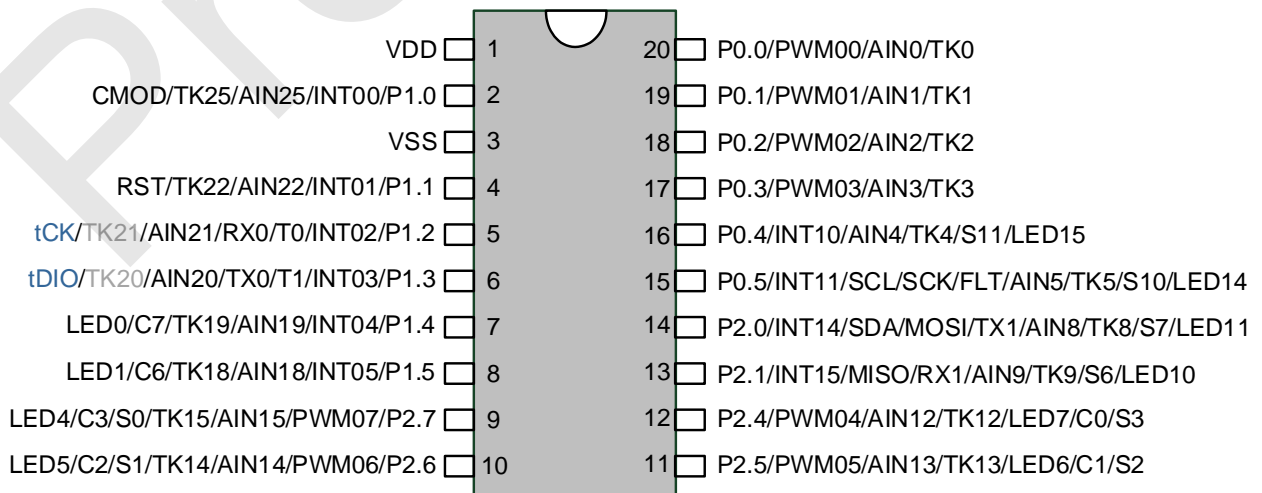 VDD 1 20 P0.0/PWM00/AIN0/TK0
CMOD/TK25/AIN25/INT00/P1.0 2 19 P0.1/PWM01/AIN1/TK1
VSS 3 18 P0.2/PWM02/AIN2/TK2
RST/TK22/AIN22/INT01/P1.1 4 17 P0.3/PWM03/AIN3/TK3
tCK/TK21/AIN21/RX0/T0/INT02/P1.2 5 16 P0.4/INT10/AIN4/TK4/S11/LED15
tDIO/TK20/AIN20/TX0/T1/INT03/P1.3 6 15 P0.5/INT11/SCL/SCK/FLT/AIN5/TK5/S10/LED14
LED0/C7/TK19/AIN19/INT04/P1.4 7 14 P2.0/INT14/SDA/MOSI/TX1/AIN8/TK8/S7/LED11
LED1/C6/TK18/AIN18/INT05/P1.5 8 13 P2.1/INT15/MISO/RX1/AIN9/TK9/S6/LED10
LED4/C3/S0/TK15/AIN15/PWM07/P2.7 9 12 P2.4/PWM04/AIN12/TK12/LED7/C0/S3
LED5/C2/S1/TK14/AIN14/PWM06/P2.6 10 11 P2.5/PWM05/AIN13/TK13/LED6/C1/S2